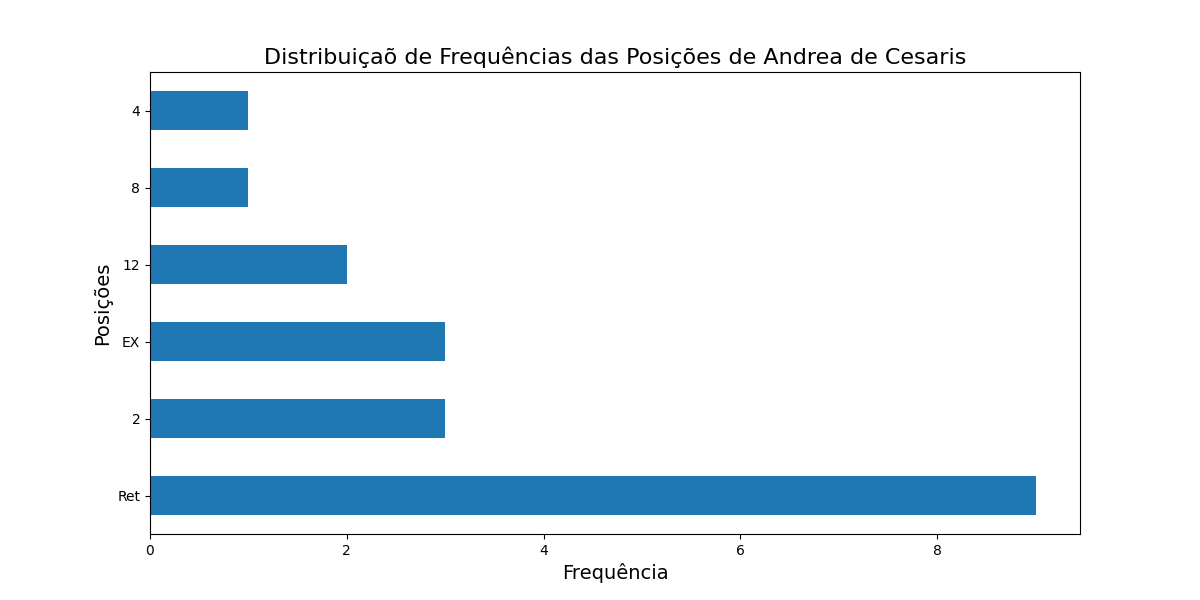 Distribuiçaõ de Frequências das Posições de Andrea de Cesaris
Posições
4
8
12
EX
2
Ret
0 2 4 6 8
Frequência